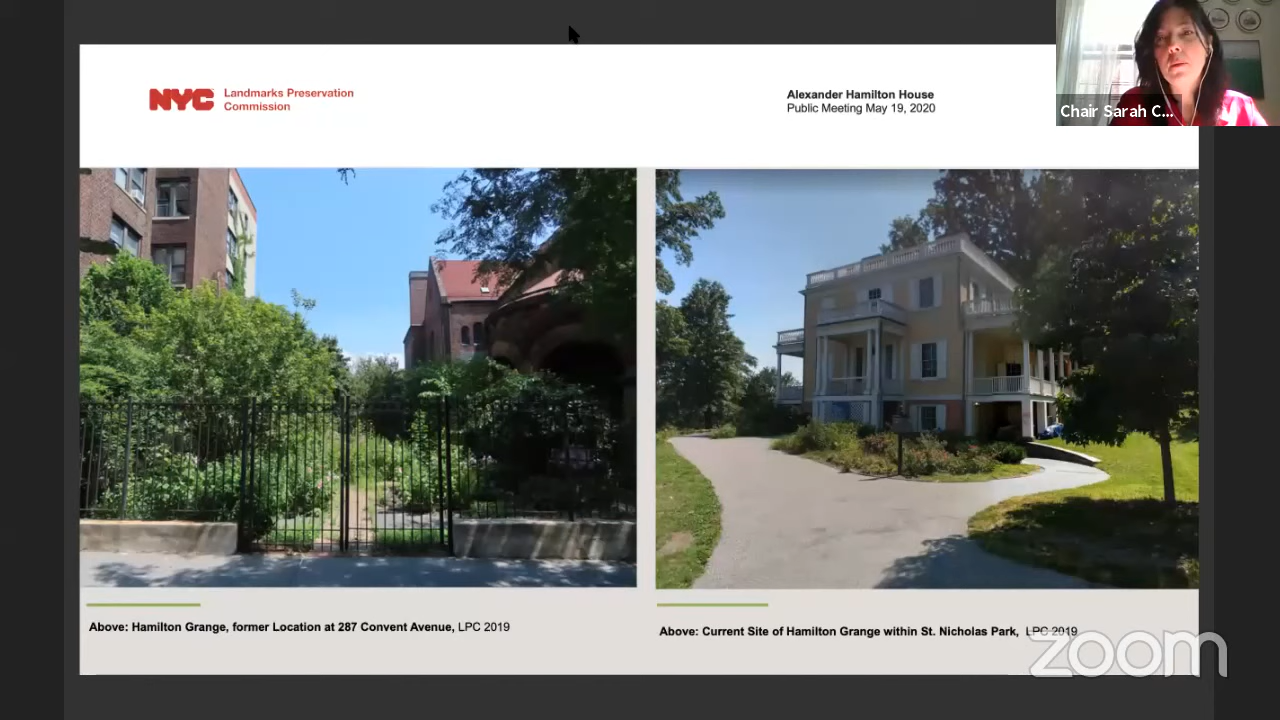 NYC Landmarks Preservation
Commission
Alexander Hamilton House
Public Meeting May 19, 2020
Chair Sarah C...
Above: Hamilton Grange, former Location at 287 Convent Avenue, LPC 2019
Above: Current Site of Hamilton Grange within St. Nicholas Park, LPC 2019
zoom